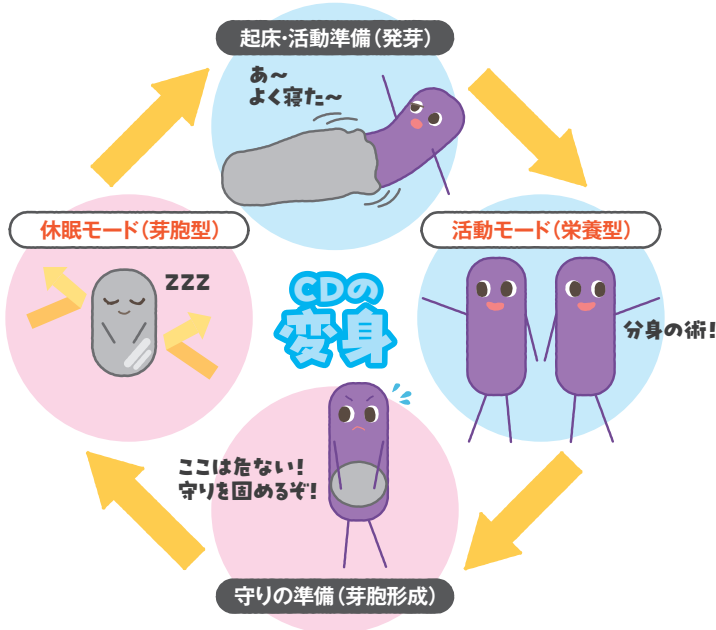 起床・活動準備（発芽）
あ〜
よく寝た〜
休眠モード（芽胞型）
zzz
活動モード（栄養型）
分身の術！
CDの
変身
ここは危ない！
守りを固めるぞ！
守りの準備（芽胞形成）